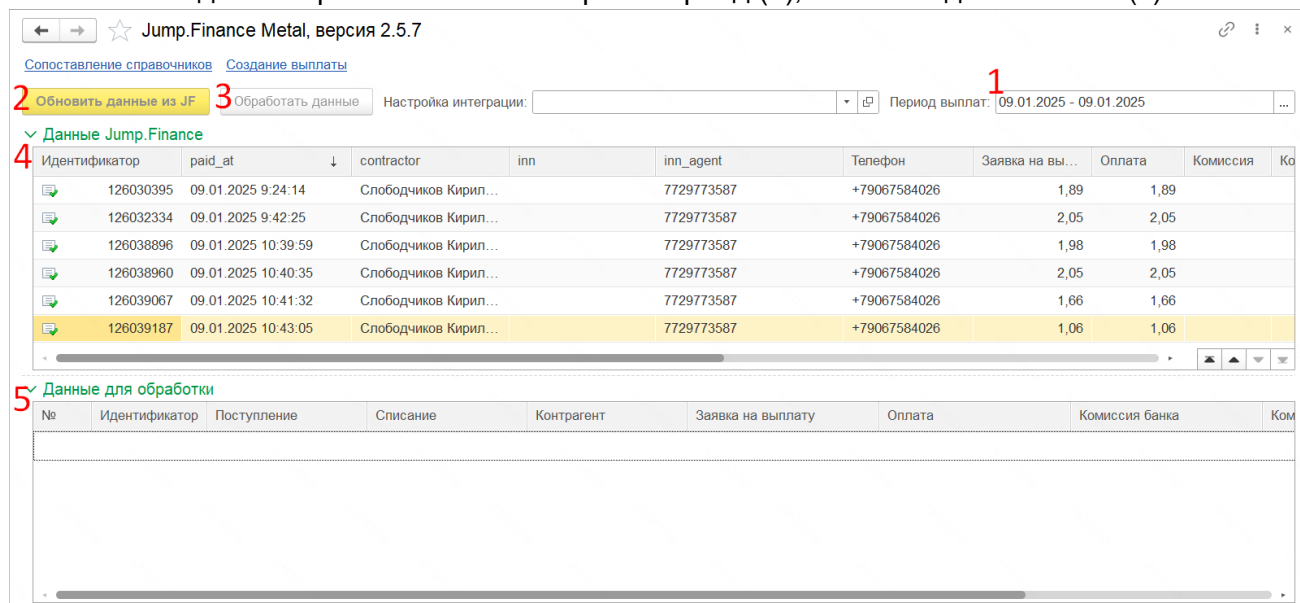 Jump.Finance Metal, версия 2.5.7
Сопоставление справочников Создание выплаты
1
2 Обновить данные из JF 3 Обработать данные Настройка интеграции: Период выплат: 09.01.2025 - 09.01.2025 ...
Данные Jump.Finance
4 Идентификатор paid_at ↓ contractor inn inn_agent Телефон Заявка на вы... Оплата Комиссия Ко
126030395 09.01.2025 9:24:14 Слободчиков Кирил... 7729773587 +79067584026 1,89 1,89
126032334 09.01.2025 9:42:25 Слободчиков Кирил... 7729773587 +79067584026 2,05 2,05
126038896 09.01.2025 10:39:59 Слободчиков Кирил... 7729773587 +79067584026 1,98 1,98
126038960 09.01.2025 10:40:35 Слободчиков Кирил... 7729773587 +79067584026 2,05 2,05
126039067 09.01.2025 10:41:32 Слободчиков Кирил... 7729773587 +79067584026 1,66 1,66
126039187 09.01.2025 10:43:05 Слободчиков Кирил... 7729773587 +79067584026 1,06 1,06
5 Данные для обработки
№ Идентификатор Поступление Списание Контрагент Заявка на выплату Оплата Комиссия банка Ком